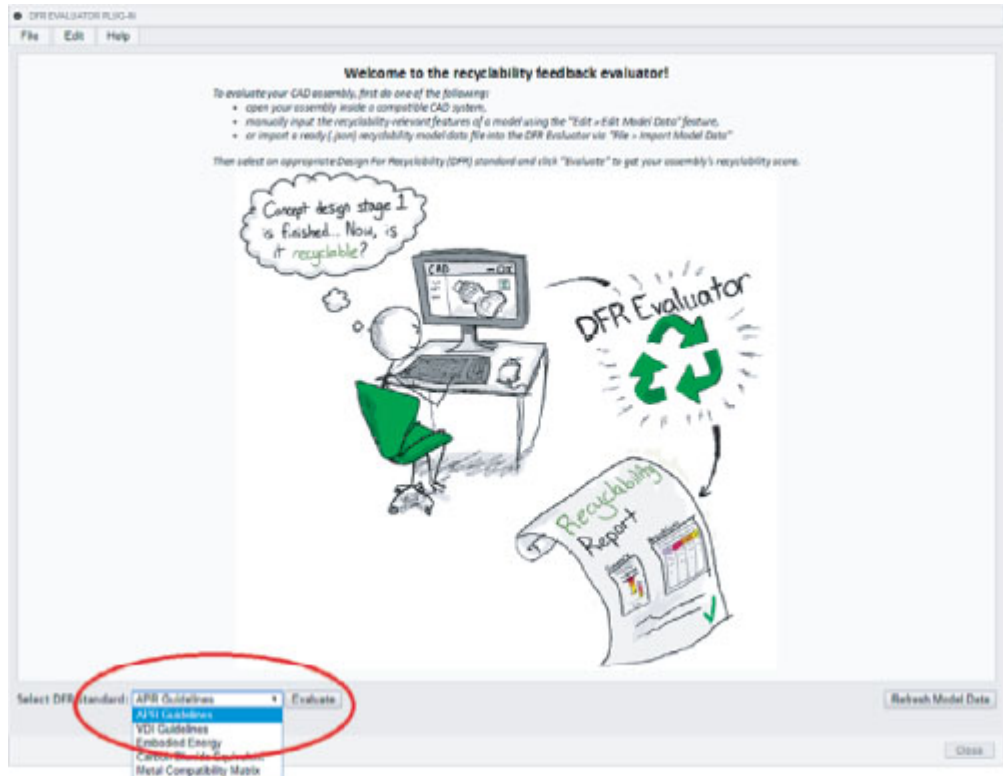 DFR EVALUATOR PLUG-IN
File Edit Help
Welcome to the recyclability feedback evaluator!
To evaluate your CAD assembly, first do one of the following:
• open your assembly inside a compatible CAD system,
• manually input the recyclability-relevant features of a model using the "Edit > Edit Model Data" feature,
• or import a ready (.json) recyclability model data file into the DFR Evaluator via "File > Import Model Data"
Then select an appropriate Design For Recyclability (DFR) standard and click "Evaluate" to get your assembly's recyclability score.
Concept design stage 1
is finished... Now, is
it recyclable?
CAD
DFR Evaluator
Recyclability
Report
Select DFR standard: APR Guidelines Evaluate Refresh Model Data
APR Guidelines
VDI Guidelines
Embodied Energy
Carbon Dioxide
Metal Compatibility Matrix
Close